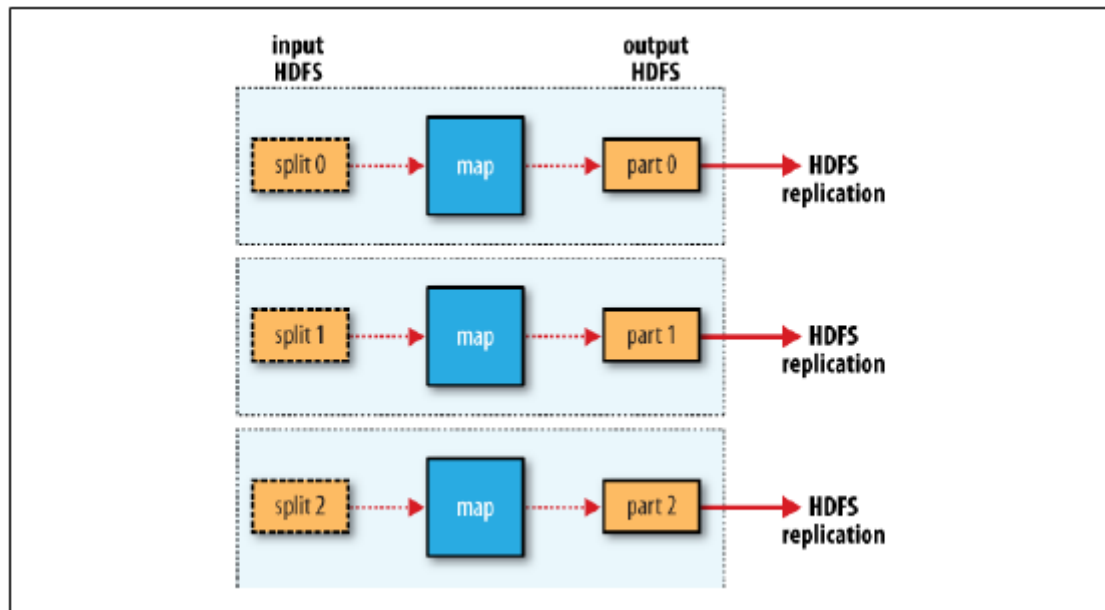 input
HDFS
output
HDFS
split 0
map
part 0
HDFS
replication
split 1
map
part 1
HDFS
replication
split 2
map
part 2
HDFS
replication